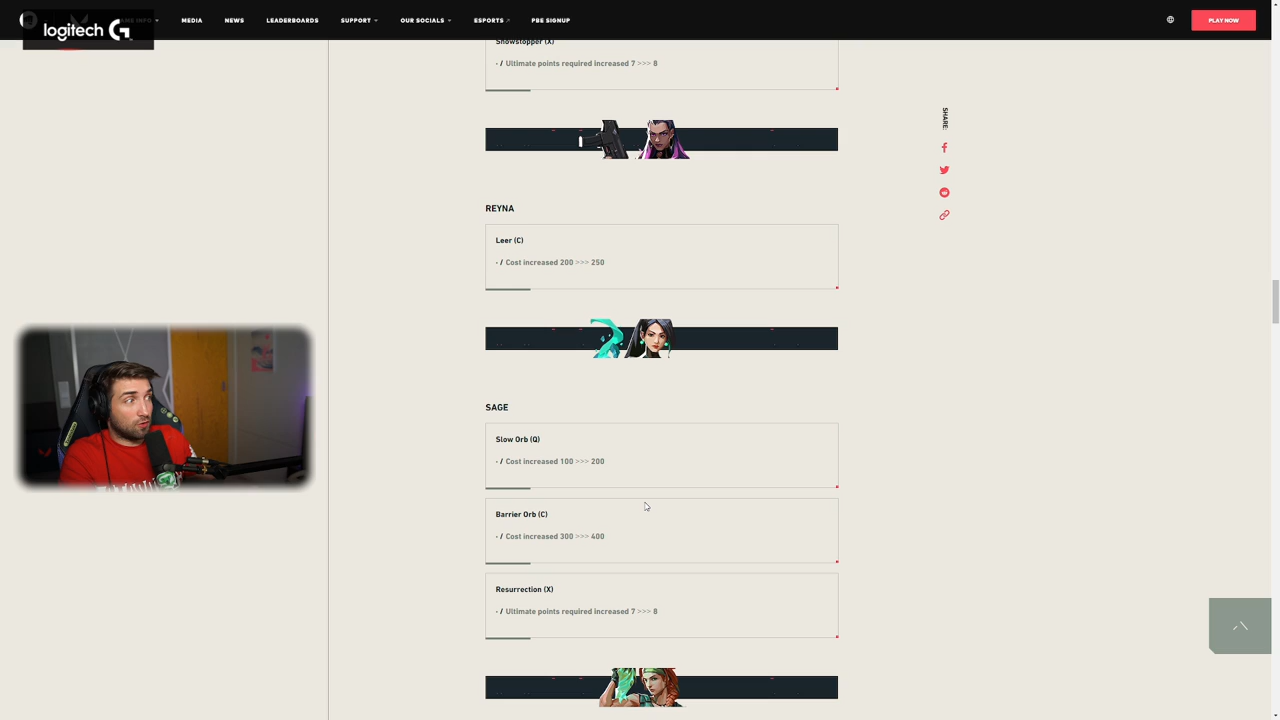 logitech G
MEDIA
NEWS
LEADERBOARDS
SUPPORT
OUR SOCIALS
ESPORTS
PBE SIGNUP
PLAY NOW
Showstopper (X)
· / Ultimate points required increased 7 >>> 8
SHARE:
REYNA
Leer (C)
· / Cost increased 200 >>> 250
SAGE
Slow Orb (Q)
· / Cost increased 100 >>> 200
Barrier Orb (C)
· / Cost increased 300 >>> 400
Resurrection (X)
· / Ultimate points required increased 7 >>> 8